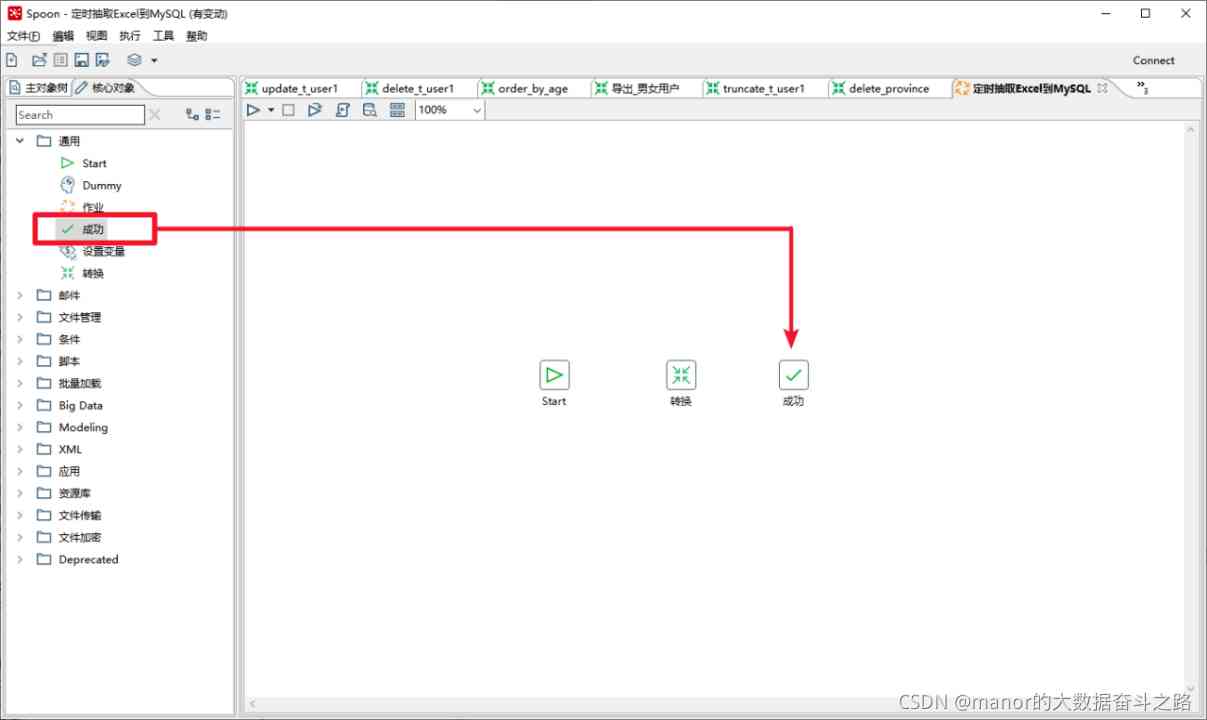 Spoon - 定时抽取Excel到MySQL (有变动)
文件(F) 编辑 视图 执行 工具 帮助
Connect
主对象树 核心对象
update_t_user1 delete_t_user1 order_by_age 导出_男女用户 truncate_t_user1 delete_province 定时抽取Excel到MySQL » 3
Search
100%
通用
Start
Dummy
作业
成功
设置变量
转换
邮件
文件管理
条件
脚本
批量加载
Big Data
Modeling
XML
应用
资源库
文件传输
文件加密
Deprecated
Start 转换 成功
CSDN @manor的大数据奋斗之路